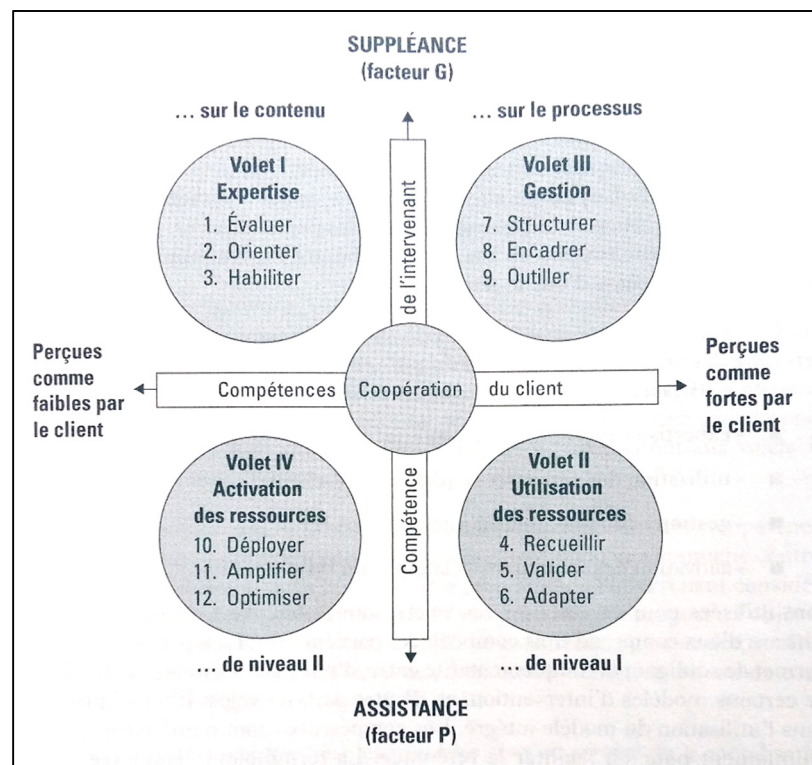 SUPPLÉANCE
(facteur G)
... sur le contenu
... sur le processus
Volet I
Expertise
1. Évaluer
2. Orienter
3. Habiliter
Volet III
Gestion
7. Structurer
8. Encadrer
9. Outiller
de l'intervenant
Perçues
comme
faibles par
le client
Compétences
Coopération
du client
Perçues
comme
fortes par
le client
Compétence
Volet IV
Activation
des ressources
10. Déployer
11. Amplifier
12. Optimiser
Volet II
Utilisation
des ressources
4. Recueillir
5. Valider
6. Adapter
... de niveau II
... de niveau I
ASSISTANCE
(facteur P)